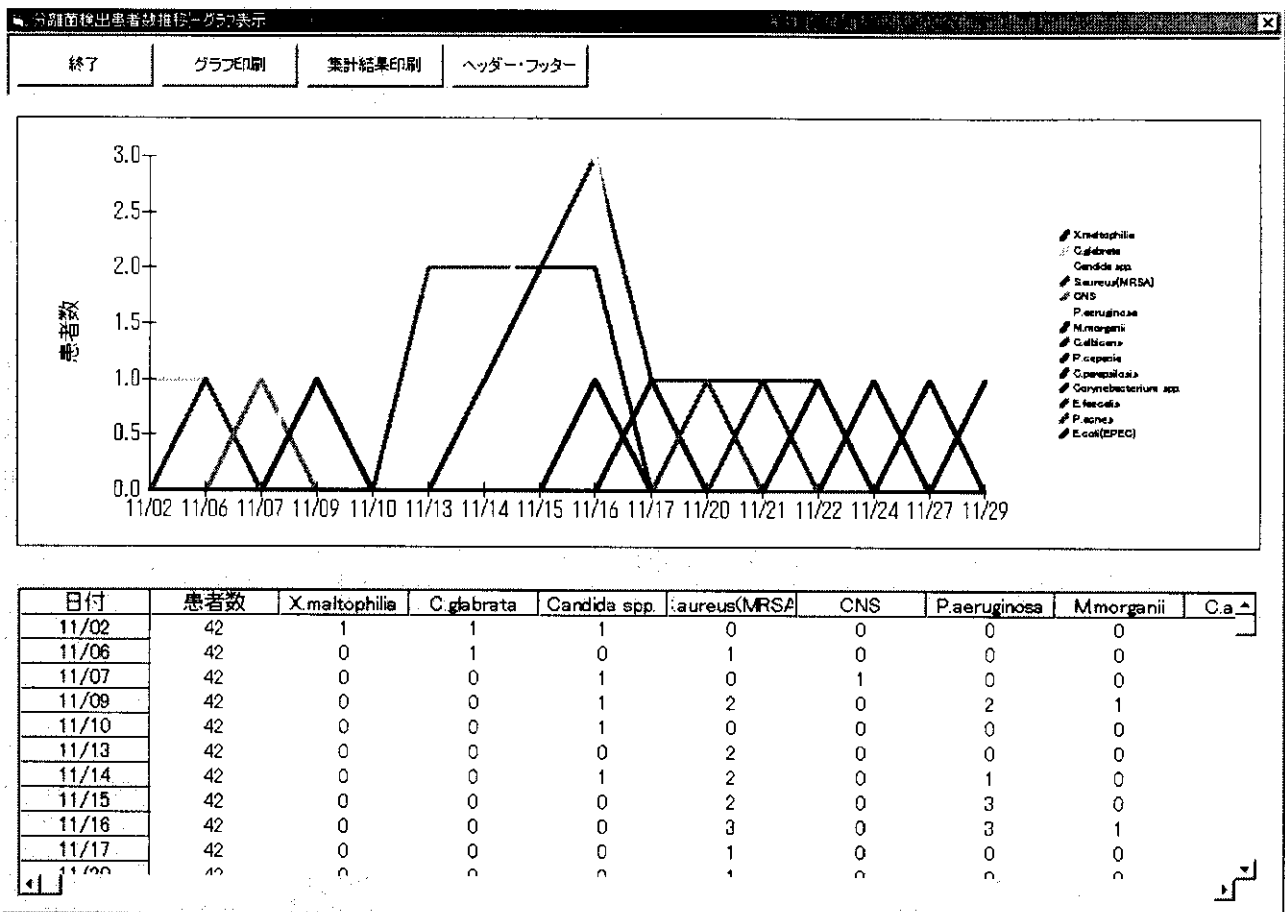 分離菌検出患者数推移-グラフ表示
終了 グラフ印刷 集計結果印刷 ヘッダー・フッター
3.0
2.5
2.0
1.5
1.0
0.5
0.0
患者数
11/02 11/06 11/07 11/09 11/10 11/13 11/14 11/15 11/16 11/17 11/20 11/21 11/22 11/24 11/27 11/29
X.maltophilia
C.glabrata
Candida spp.
S.aureus(MRSA)
CNS
P.aeruginosa
M.morganii
C.albicans
P.cepacia
C.parapsilosis
Corynebacterium spp.
E.faecalis
P.acnes
E.coli(EPEC)
日付 患者数 X.maltophilia C.glabrata Candida spp. .aureus(MRSA CNS P.aeruginosa M.morganii C.a
11/02 42 1 1 1 0 0 0 0
11/06 42 0 1 0 1 0 0 0
11/07 42 0 0 1 0 1 0 0
11/09 42 0 0 1 2 0 2 1
11/10 42 0 0 1 0 0 0 0
11/13 42 0 0 0 2 0 0 0
11/14 42 0 0 1 2 0 1 0
11/15 42 0 0 0 2 0 3 0
11/16 42 0 0 0 3 0 3 1
11/17 42 0 0 0 1 0 0 0